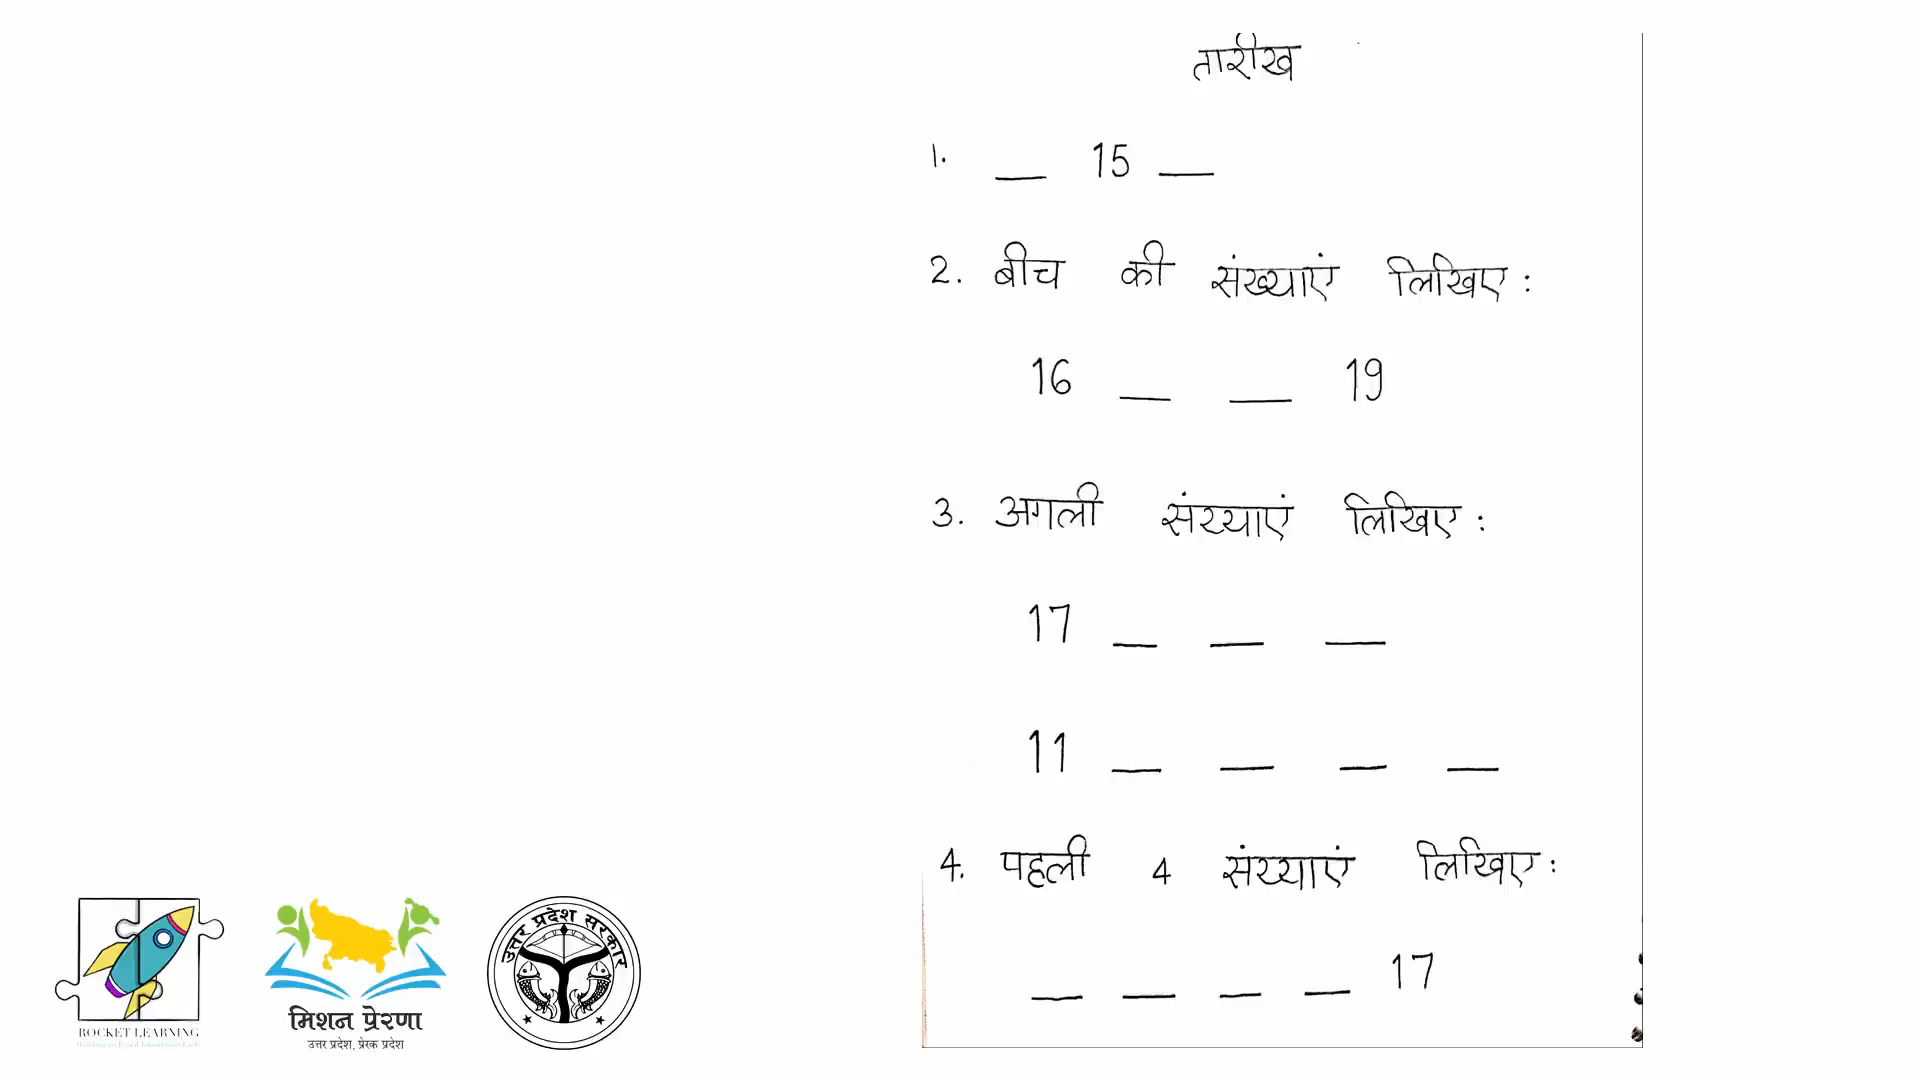 तारीख
1. __ 15 __
2. बीच की संख्याएं लिखिए:
16 __ __ 19
3. अगली संख्याएं लिखिए:
17 __ __ __
11 __ __ __ __
4. पहली 4 संख्याएं लिखिए:
__ __ __ __ 17
ROCKET LEARNING
मिशन प्रेरणा
उत्तर प्रदेश, प्रेरक प्रदेश
उत्तर प्रदेश सरकार